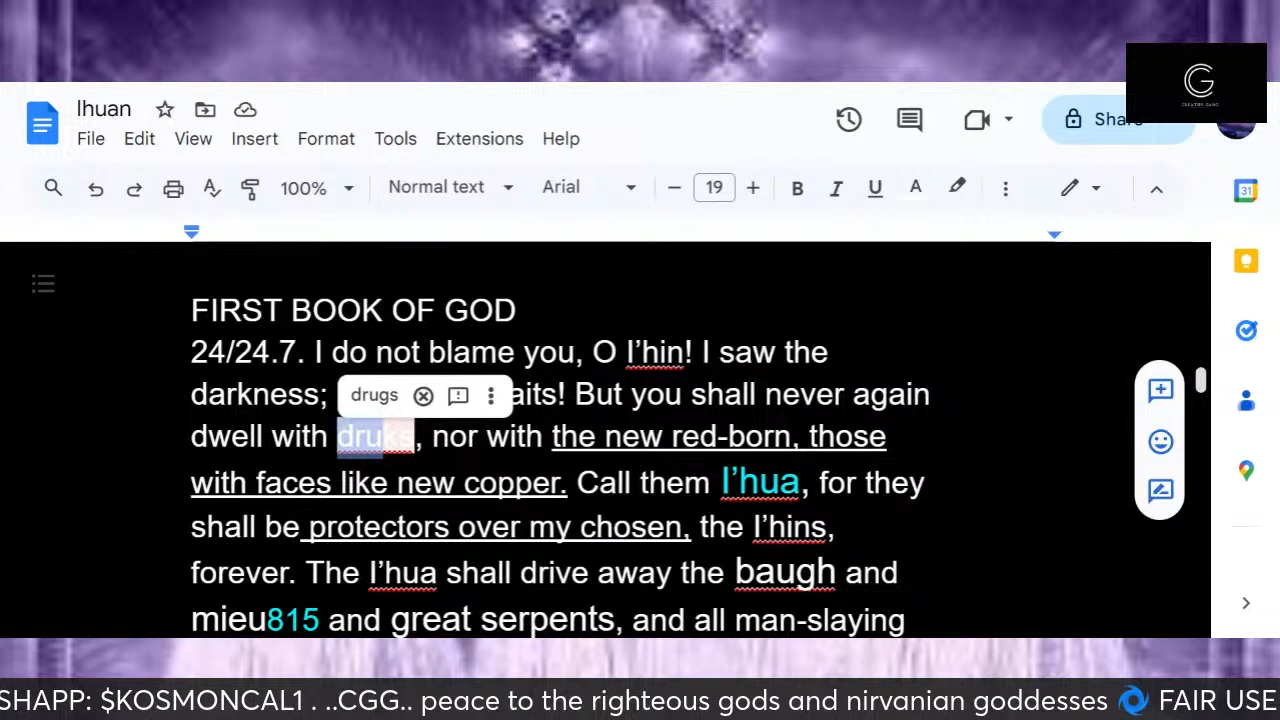 Ihuan
Share
File Edit View Insert Format Tools Extensions Help
100% Normal text Arial 19 B I U A
31
FIRST BOOK OF GOD
24/24.7. I do not blame you, O I'hin! I saw the
darkness; aits! But you shall never again
drugs
dwell with druks, nor with the new red-born, those
with faces like new copper. Call them I'hua, for they
shall be protectors over my chosen, the I'hins,
forever. The I'hua shall drive away the baugh and
mieu815 and great serpents, and all man-slaying
CREATOR GANG
SHAPP: $KOSMONCAL1 . ..CGG.. peace to the righteous gods and nirvanian goddesses FAIR USE